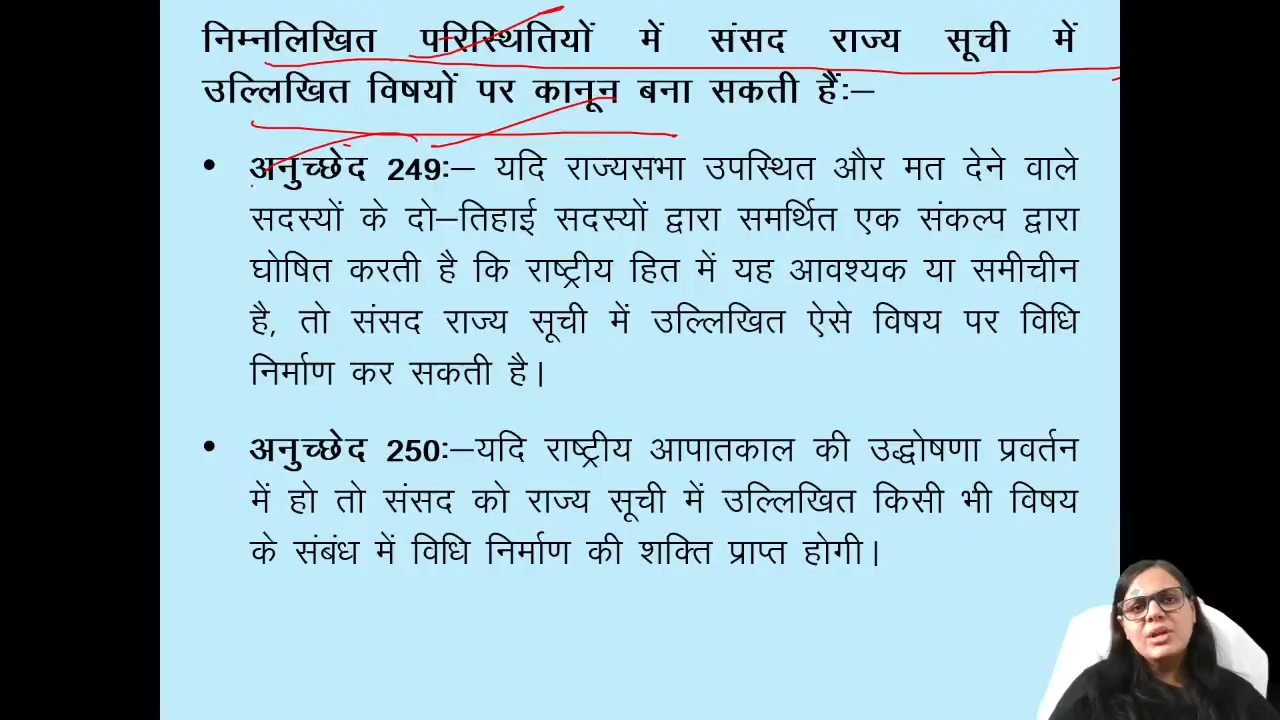 निम्नलिखित परिस्थितियों में संसद राज्य सूची में
उल्लिखित विषयों पर कानून बना सकती हैंः–
• अनुच्छेद 249ः– यदि राज्यसभा उपस्थित और मत देने वाले
सदस्यों के दो–तिहाई सदस्यों द्वारा समर्थित एक संकल्प द्वारा
घोषित करती है कि राष्ट्रीय हित में यह आवश्यक या समीचीन
है, तो संसद राज्य सूची में उल्लिखित ऐसे विषय पर विधि
निर्माण कर सकती है।
• अनुच्छेद 250ः–यदि राष्ट्रीय आपातकाल की उद्घोषणा प्रवर्तन
में हो तो संसद को राज्य सूची में उल्लिखित किसी भी विषय
के संबंध में विधि निर्माण की शक्ति प्राप्त होगी।